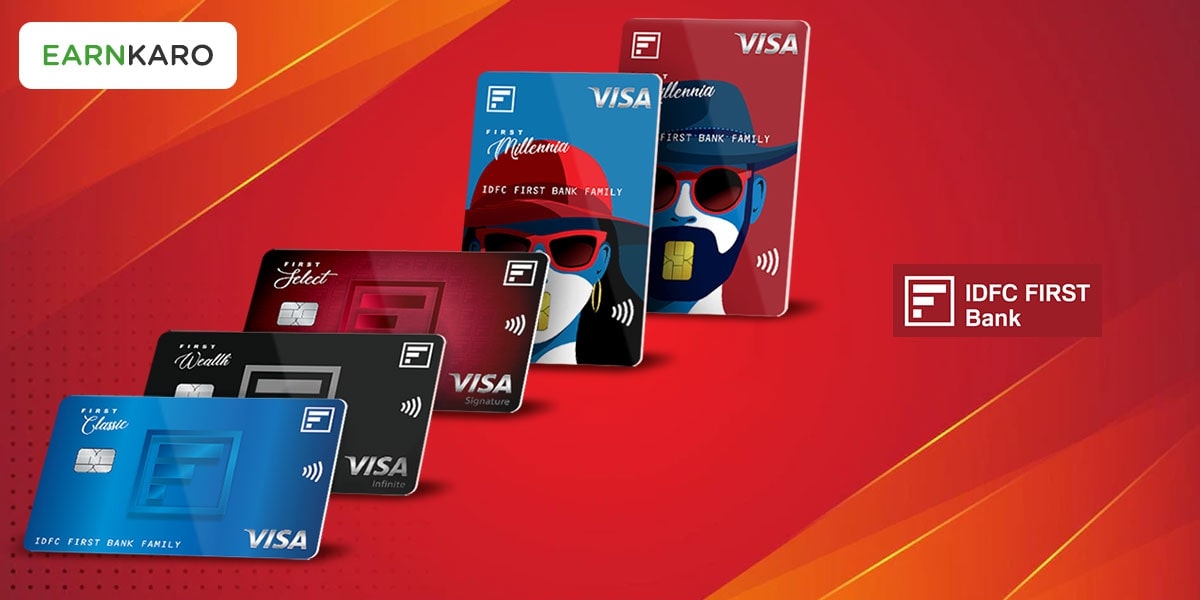 EARNKARO
VISA
Millennia
FIRST BANK FAMILY
VISA
FIRST
Millennia
IDFC FIRST BANK FAMILY
FIRST
Select
VISA
Signature
FIRST
Wealth
VISA
Infinite
FIRST
Classic
IDFC FIRST BANK FAMILY
VISA
IDFC FIRST
Bank